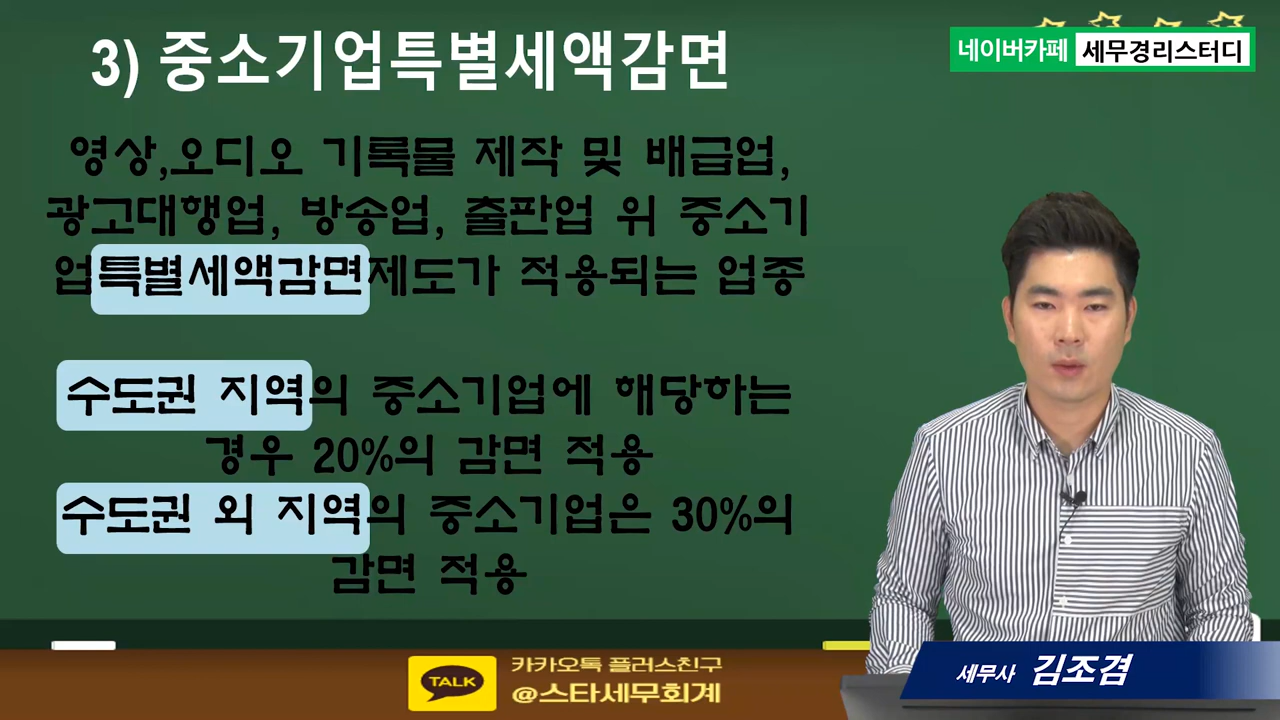 3) 중소기업특별세액감면
네이버카페 세무경리스터디
영상,오디오 기록물 제작 및 배급업,
광고대행업, 방송업, 출판업 위 중소기
업특별세액감면제도가 적용되는 업종
수도권 지역의 중소기업에 해당하는
경우 20%의 감면 적용
수도권 외 지역의 중소기업은 30%의
감면 적용
세무사 김조겸
TALK
카카오톡 플러스친구
@스타세무회계